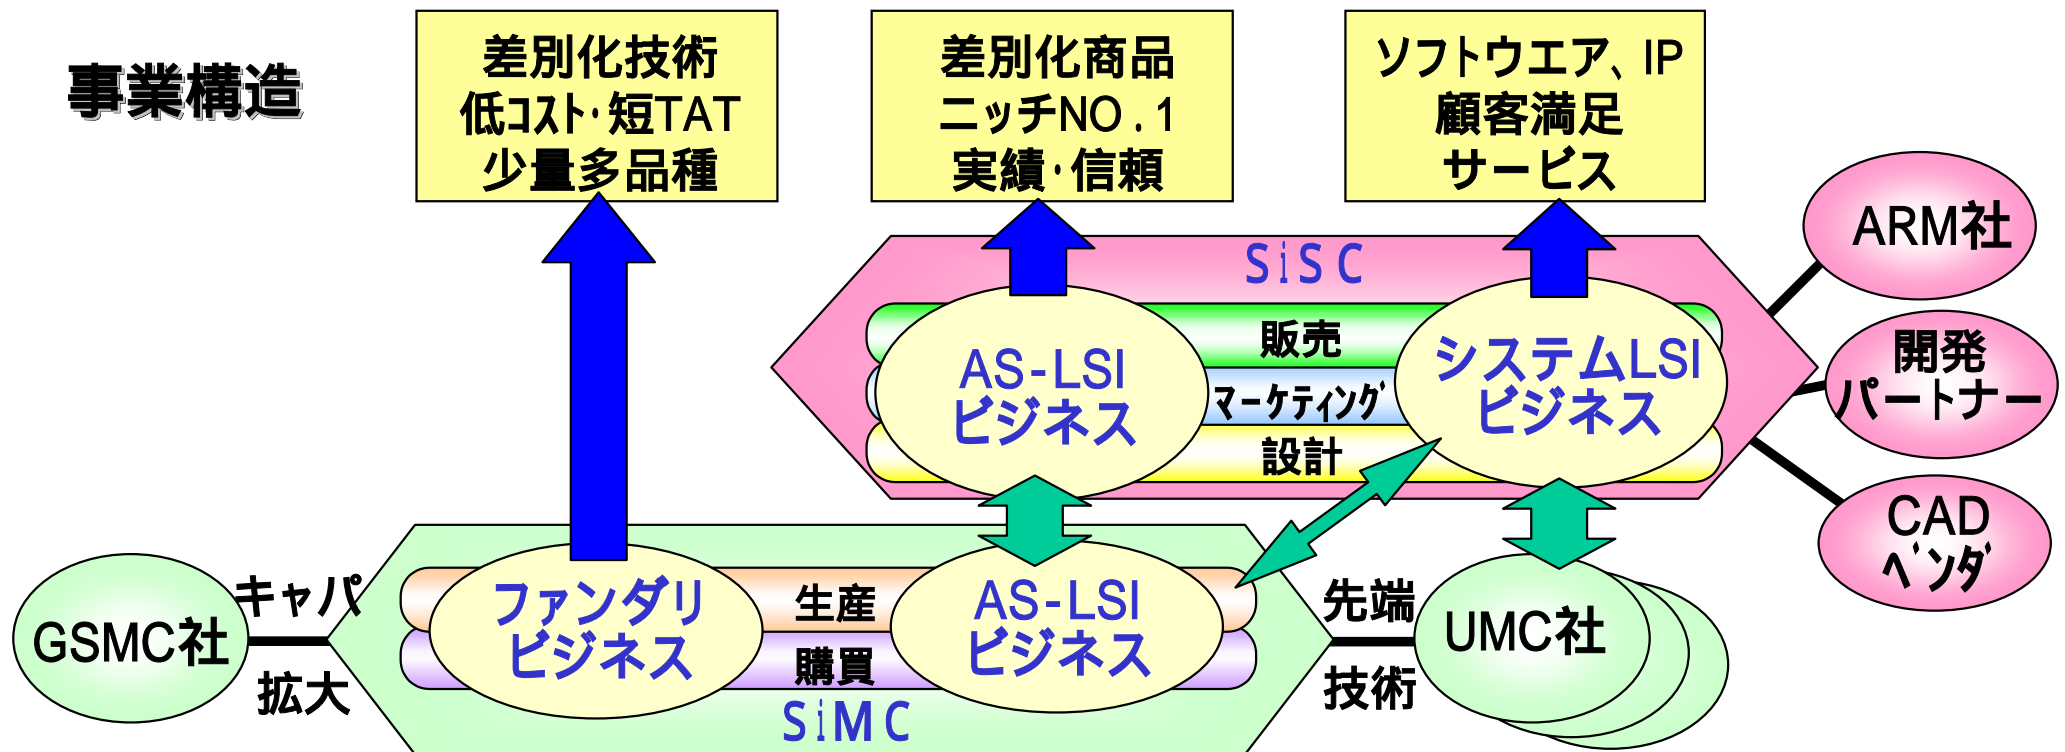 事業構造
差別化技術
低コスト・短TAT
少量多品種
差別化商品
ニッチNO.1
実績・信頼
ソフトウエア、IP
顧客満足
サービス
SiSC
販売
マーケティング
設計
AS-LSI
ビジネス
システムLSI
ビジネス
ARM社
開発
パートナー
CAD
ベンダ
GSMC社
キャパ
拡大
ファンダリ
ビジネス
生産
購買
AS-LSI
ビジネス
SiMC
先端
技術
UMC社